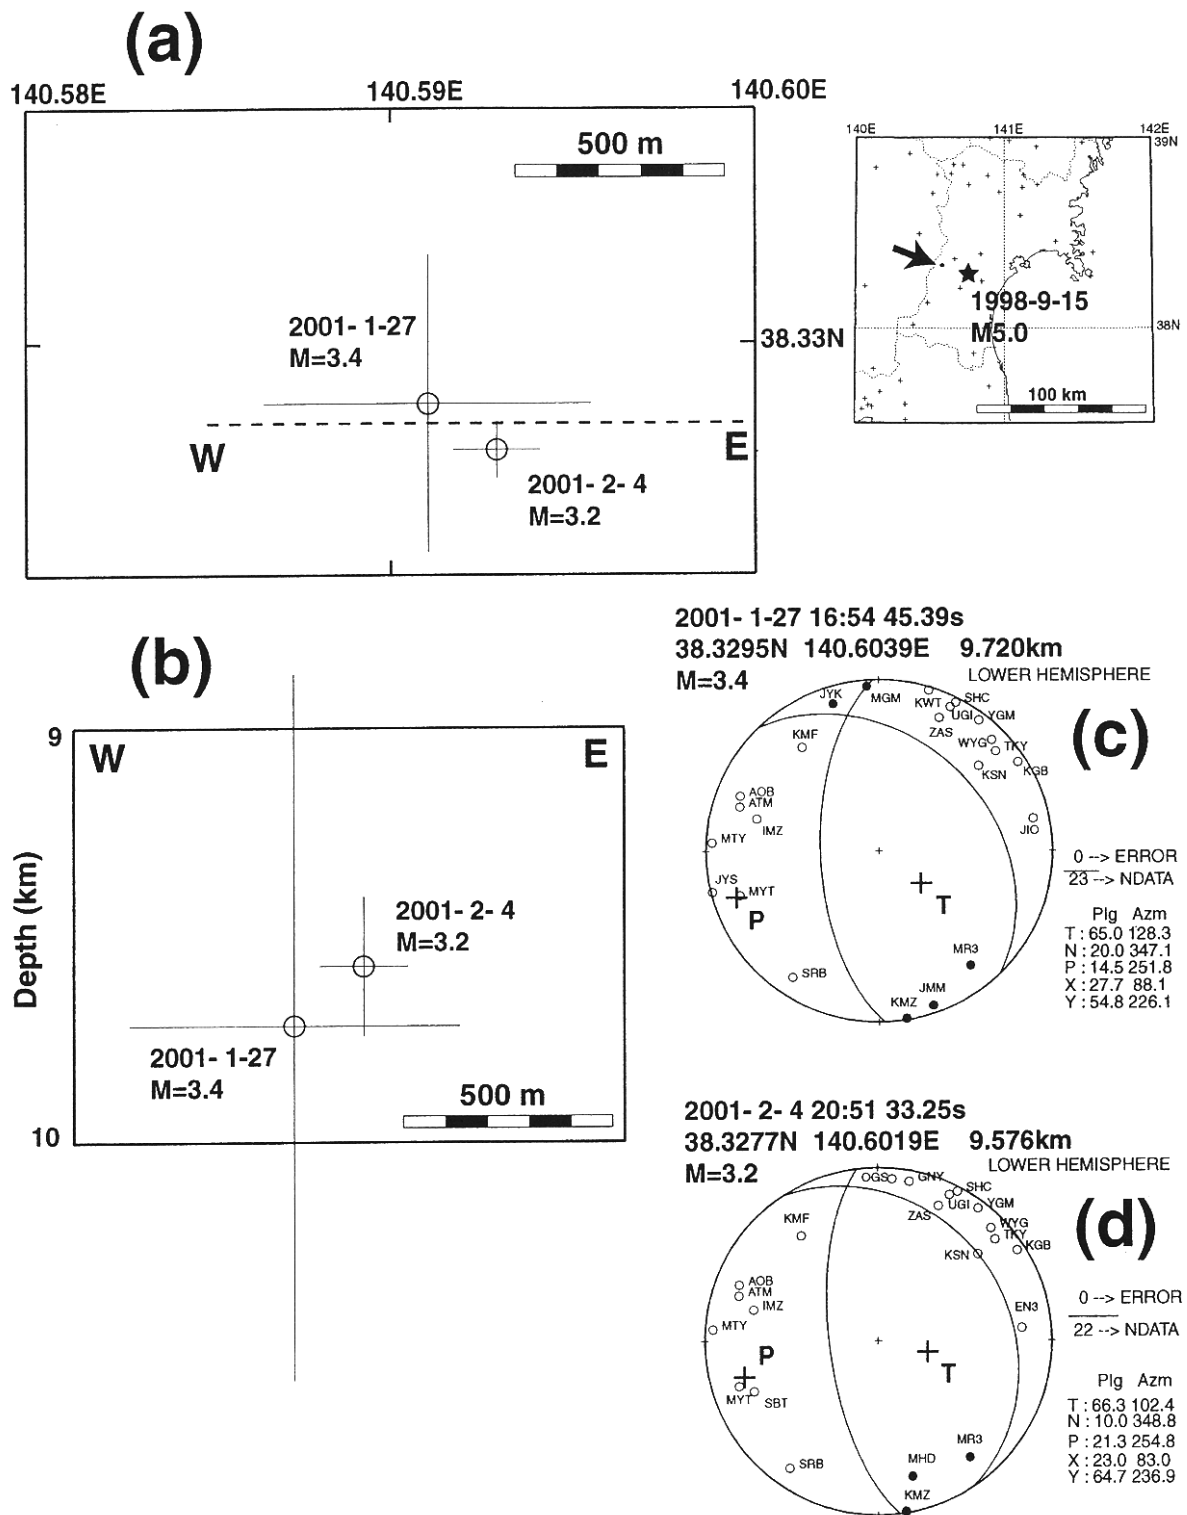 (a)
140.58E 140.59E 140.60E
500 m
2001- 1-27
M=3.4
38.33N
W E
2001- 2- 4
M=3.2
140E 141E 142E
39N
1998-9-15
M5.0
38N
100 km
(b)
9
W E
Depth (km)
2001- 2- 4
M=3.2
2001- 1-27
M=3.4
500 m
10
2001- 1-27 16:54 45.39s
38.3295N 140.6039E 9.720km
M=3.4
LOWER HEMISPHERE
(c)
JYK
MGM
KWT
SHC
UGI
YGM
ZAS
KMF
WYG
TKY
KSN
KGB
AOB
ATM
IMZ
MTY
JIO
JYS
MYT
P
T
MR3
SRB
JMM
KMZ
0 --> ERROR
23 --> NDATA
Plg Azm
T : 65.0 128.3
N : 20.0 347.1
P : 14.5 251.8
X : 27.7 88.1
Y : 54.8 226.1
2001- 2- 4 20:51 33.25s
38.3277N 140.6019E 9.576km
M=3.2
LOWER HEMISPHERE
(d)
GS
GNY
SHC
UGI
YGM
ZAS
KMF
WYG
TKY
KSN
KGB
AOB
ATM
IMZ
MTY
EN3
P
T
MYT
SBT
MR3
MHD
SRB
KMZ
0 --> ERROR
22 --> NDATA
Plg Azm
T : 66.3 102.4
N : 10.0 348.8
P : 21.3 254.8
X : 23.0 83.0
Y : 64.7 236.9